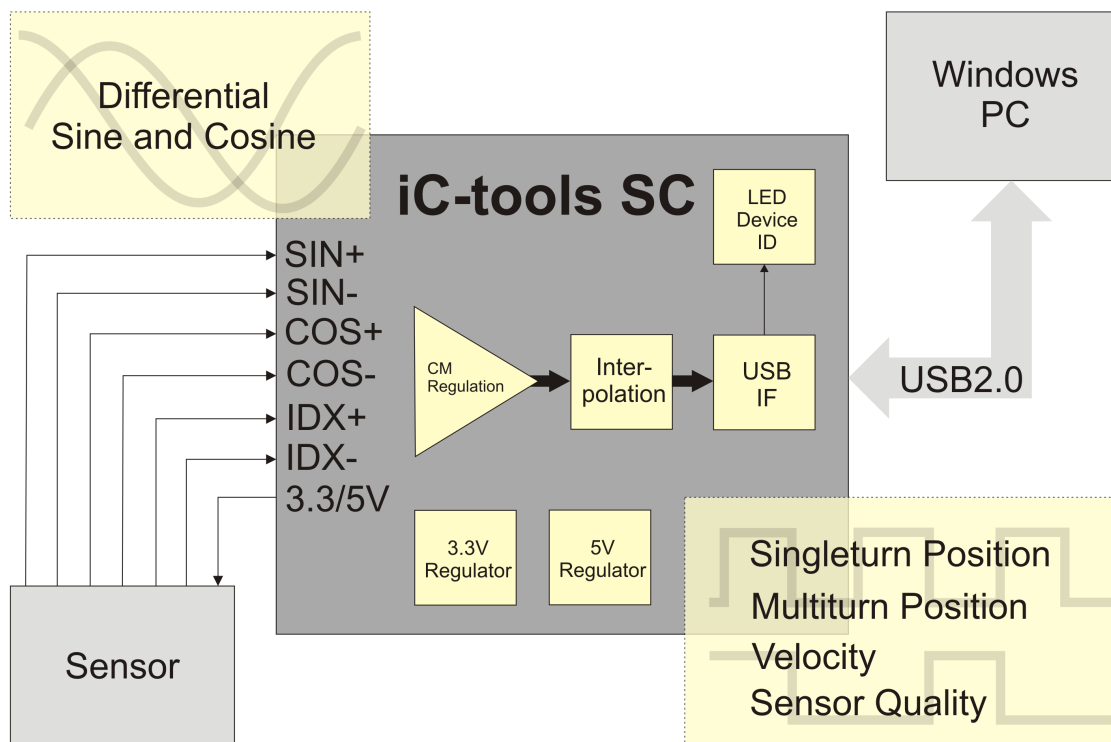 Differential
Sine and Cosine
Windows
PC
iC-tools SC
LED
Device
ID
SIN+
SIN-
COS+
COS-
IDX+
IDX-
3.3/5V
CM
Regulation
Inter-
polation
USB
IF
USB2.0
3.3V
Regulator
5V
Regulator
Sensor
Singleturn Position
Multiturn Position
Velocity
Sensor Quality